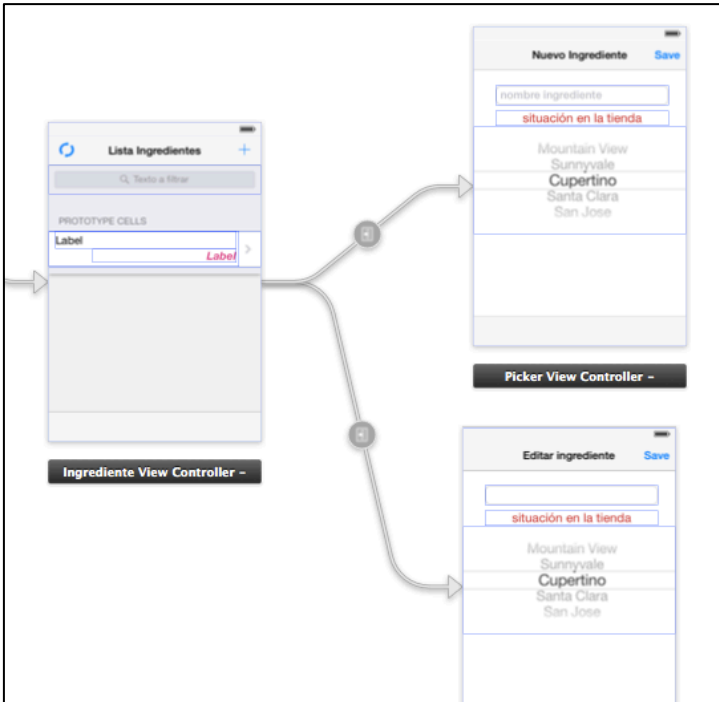 Lista Ingredientes
Texto a filtrar
PROTOTYPE CELLS
Label
Label
Ingrediente View Controller –
Nuevo Ingrediente Save
nombre ingrediente
situación en la tienda
Mountain View
Sunnyvale
Cupertino
Santa Clara
San Jose
Picker View Controller –
Editar ingrediente Save
situación en la tienda
Mountain View
Sunnyvale
Cupertino
Santa Clara
San Jose